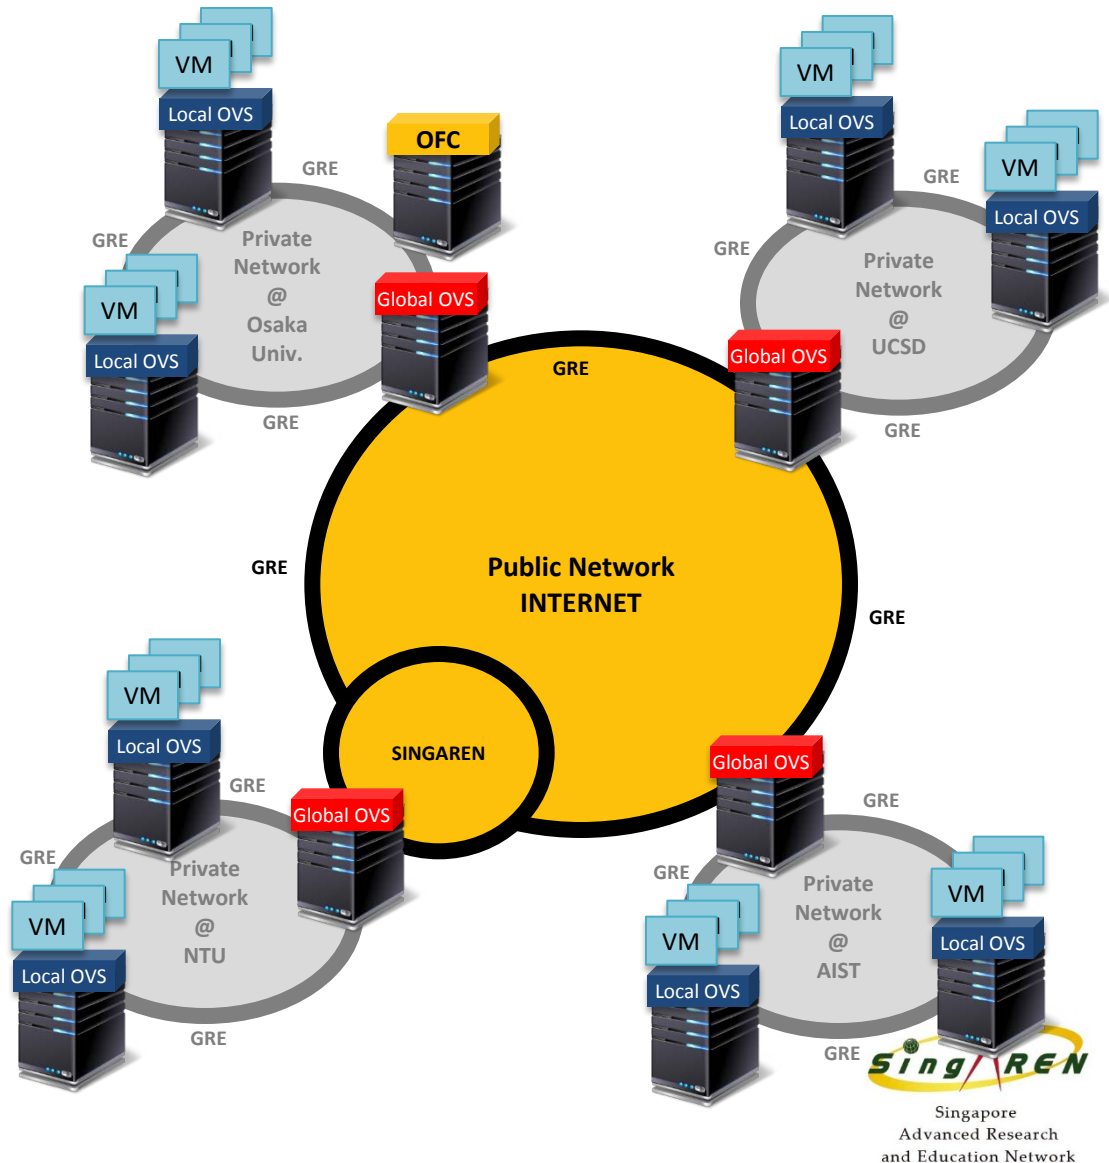 VM
Local OVS
OFC
GRE
GRE
Private
Network
@
Osaka
Univ.
VM
Local OVS
Global OVS
GRE
VM
Local OVS
VM
Local OVS
GRE
GRE
Private
Network
@
UCSD
Global OVS
GRE
GRE
Public Network
INTERNET
GRE
GRE
SINGAREN
VM
Local OVS
GRE
Global OVS
GRE
Private
Network
@
NTU
VM
Local OVS
GRE
Global OVS
GRE
GRE
Private
Network
@
AIST
VM
Local OVS
VM
Local OVS
GRE
SingAREN
Singapore
Advanced Research
and Education Network